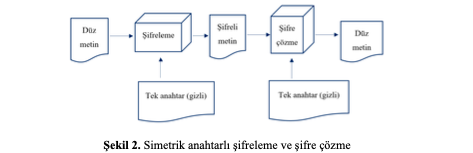 Düz
metin
Şifreleme
Şifreli
metin
Şifre
çözme
Düz
metin
Tek anahtar (gizli)
Tek anahtar (gizli)
Şekil 2. Simetrik anahtarlı şifreleme ve şifre çözme